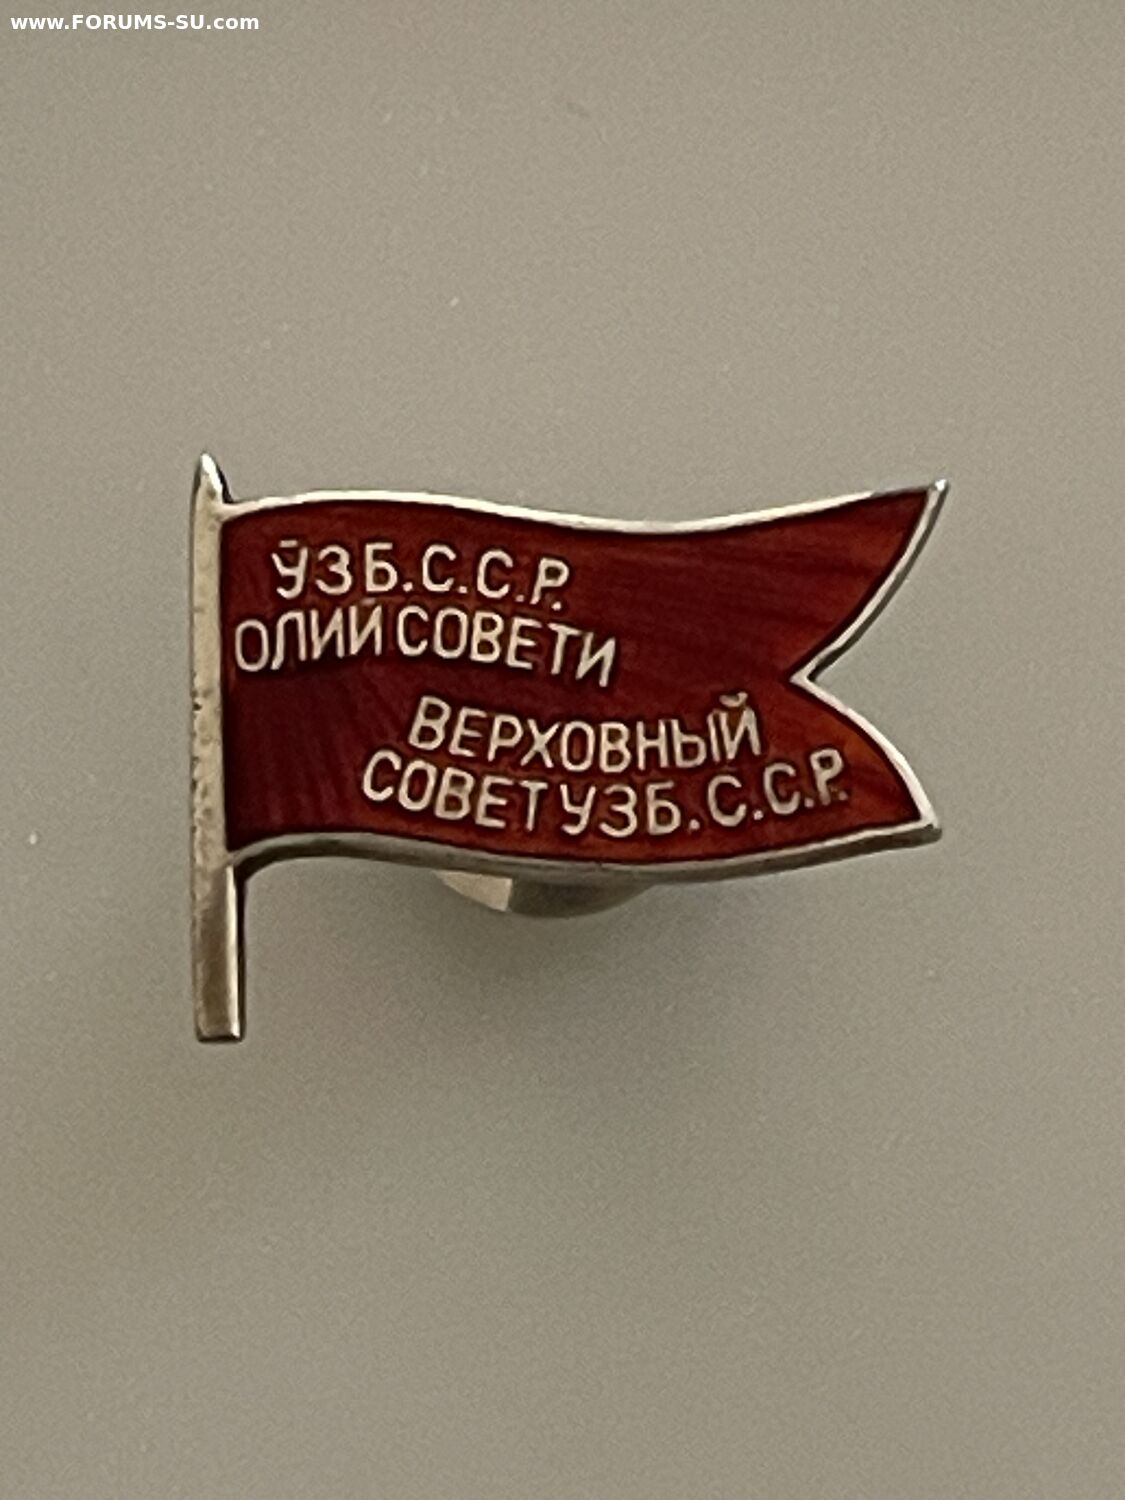 www.FORUMS-SU.com
ЎЗБ.С.С.Р.
ОЛИЙ СОВЕТИ
ВЕРХОВНЫЙ
СОВЕТ УЗБ.С.С.Р.